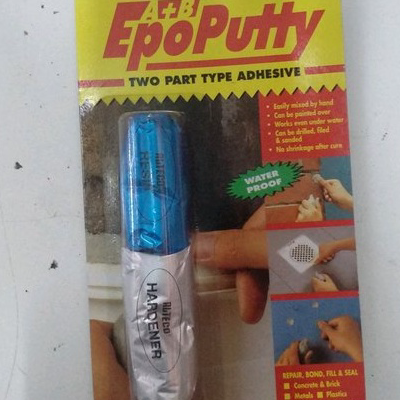 A+B
EpoPutty
TWO PART TYPE ADHESIVE
• Easily mixed by hand
• Can be painted over
• Works even under water
• Can be drilled, filed
& sanded
• No shrinkage after cure
WATER
PROOF
RESIN
HARDENER
REPAIR, BOND, FILL & SEAL
■ Concrete & Brick
■ Metals ■ Plastics